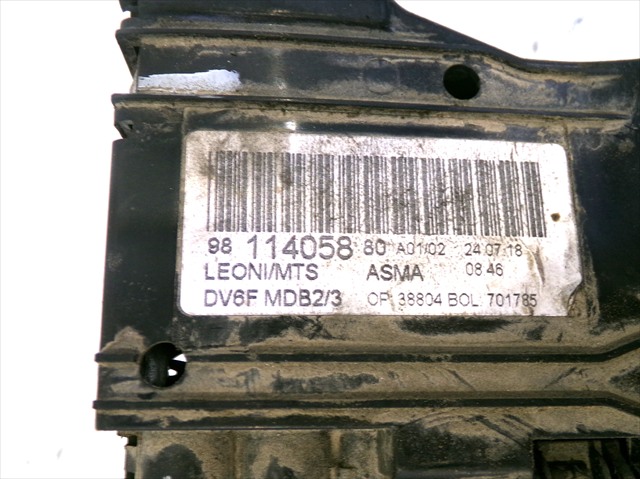 98 114058 80 A01/02 24.07.18
LEONI/MTS ASMA 08:46
DV6F MDB2/3 OP: 38804 BOL: 701785